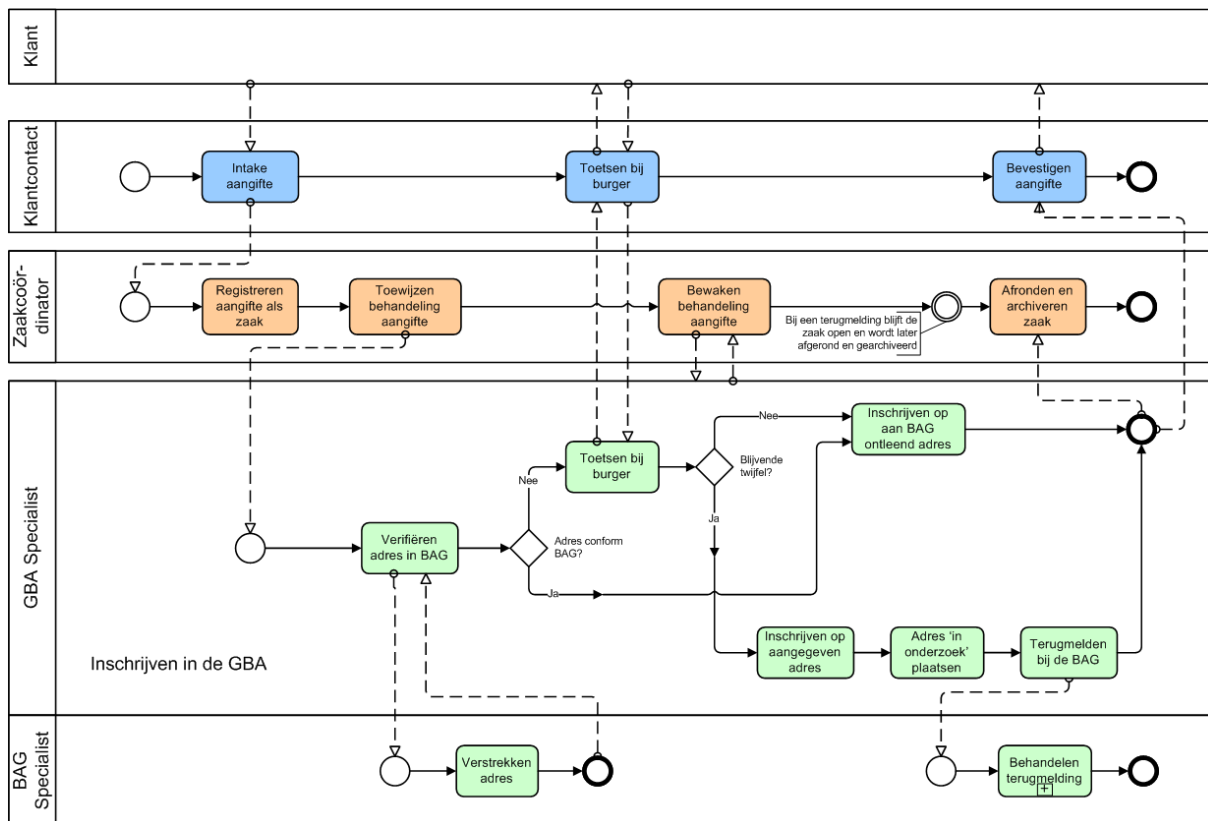 Klant
Klantcontact
Intake
aangifte
Toetsen bij
burger
Bevestigen
aangifte
Zaakcoör-
dinator
Registreren
aangifte als
zaak
Toewijzen
behandeling
aangifte
Bewaken
behandeling
aangifte
Bij een terugmelding blijft de
zaak open en wordt later
afgerond en gearchiveerd
Afronden en
archiveren
zaak
GBA Specialist
Inschrijven in de GBA
Verifiëren
adres in BAG
Adres conform
BAG?
Nee
Ja
Toetsen bij
burger
Blijvende
twijfel?
Nee
Ja
Inschrijven op
aan BAG
ontleend adres
Inschrijven op
aangegeven
adres
Adres ‘in
onderzoek’
plaatsen
Terugmelden
bij de BAG
BAG
Specialist
Verstrekken
adres
Behandelen
terugmelding
+